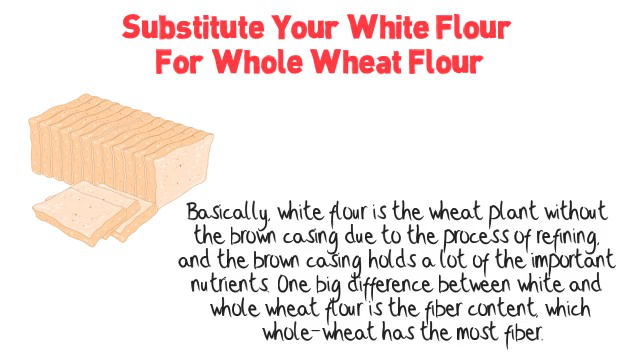 Substitute Your White Flour
For Whole Wheat Flour
Basically, white flour is the wheat plant without
the brown casing due to the process of refining,
and the brown casing holds a lot of the important
nutrients. One big difference between white and
whole wheat flour is the fiber content, which
whole-wheat has the most fiber.